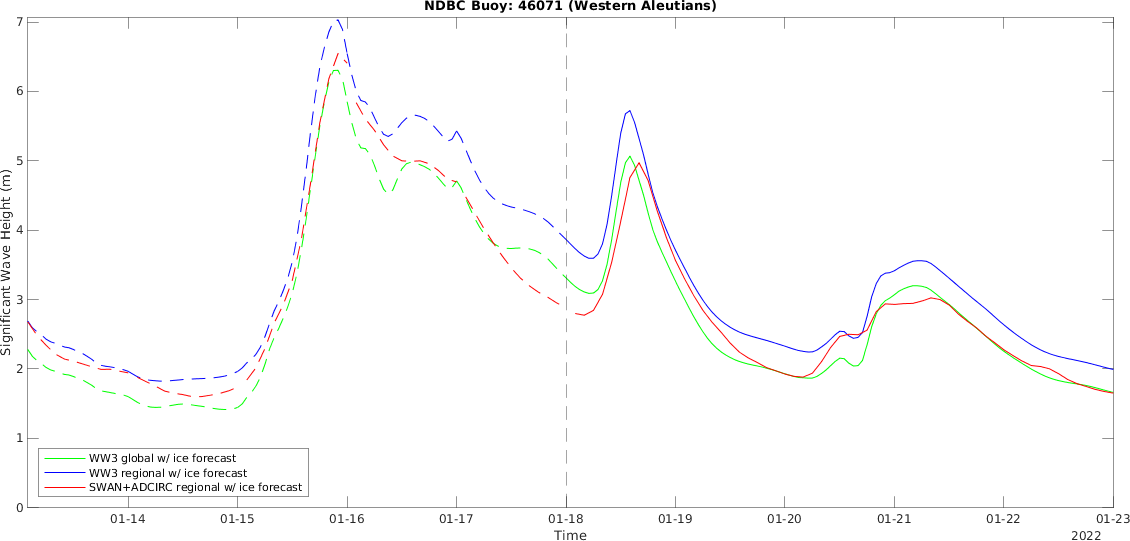 NDBC Buoy: 46071 (Western Aleutians)
7
6
5
4
3
2
1
0
Significant Wave Height (m)
WW3 global w/ ice forecast
WW3 regional w/ ice forecast
SWAN+ADCIRC regional w/ ice forecast
01-14 01-15 01-16 01-17 01-18 01-19 01-20 01-21 01-22 01-23
Time
2022